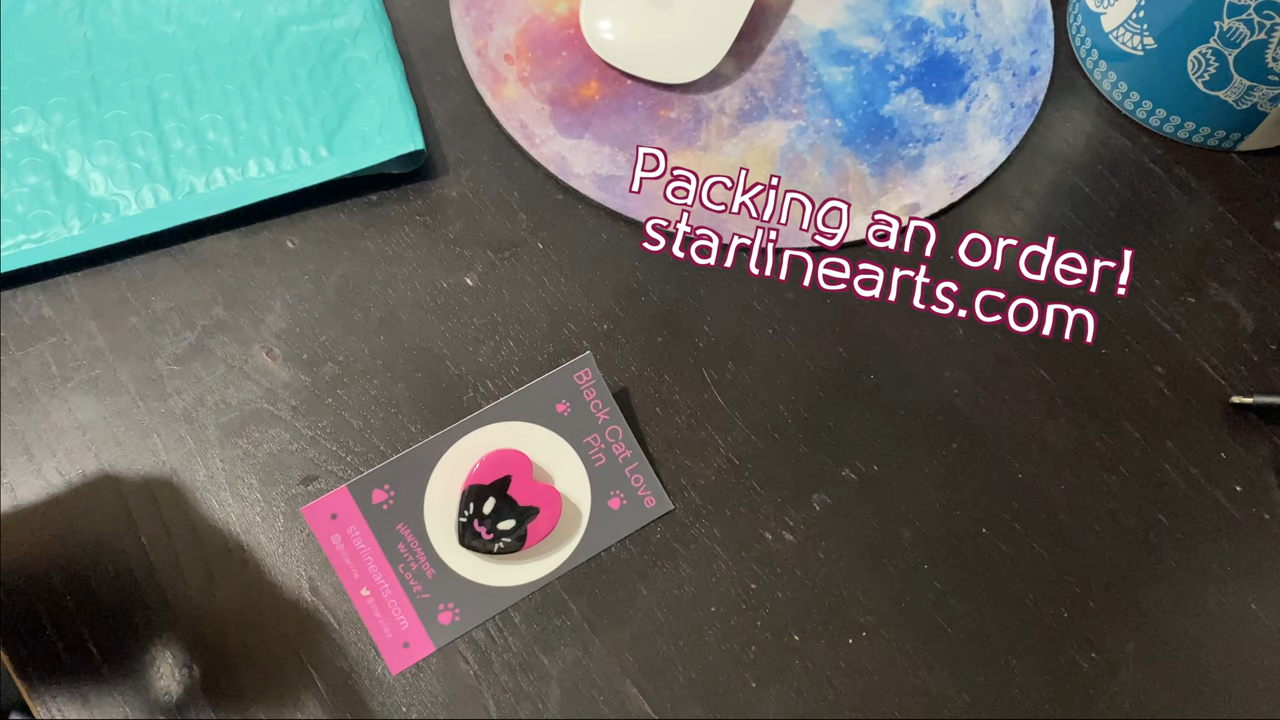 Packing an order!
starlinearts.com
Black Cat Love
Pin
HANDMADE
WITH
LOVE!
starlinearts.com